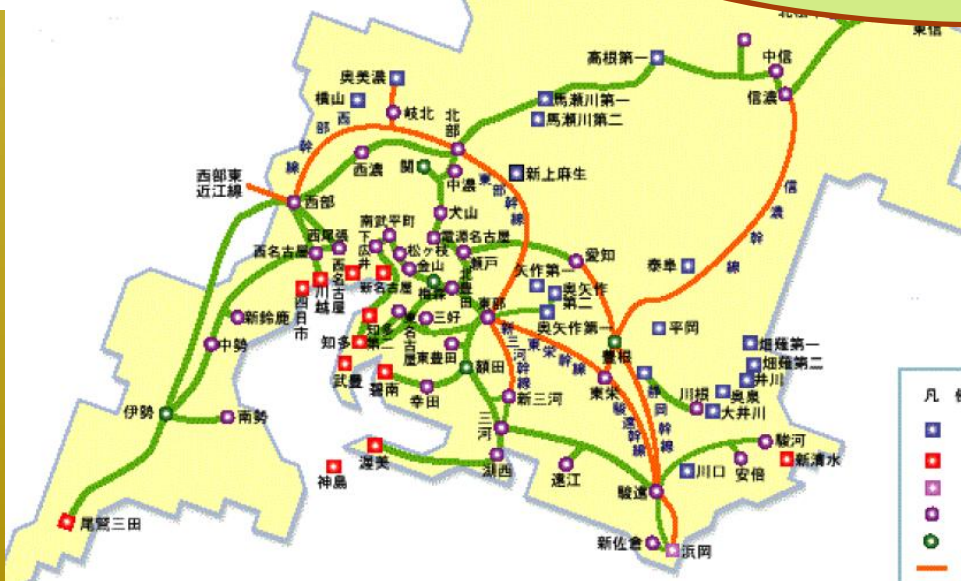 東信
中信
信濃
高根第一
奥美濃
横山
馬瀬川第一
馬瀬川第二
岐北
北部
西部幹線
西濃
関
中濃
新上麻生
東部幹線
信濃幹線
西部東
近江線
西部
犬山
南武平町
下広井
松ヶ枝
金山
電源名古屋
瀬戸
愛知
西尾張
西名古屋
西名古屋
新名古屋
川越
四日市
梅森
北豊田
矢作第一
奥矢作
第二
奥矢作第一
泰阜
平岡
新鈴鹿
中勢
知多
知多
第二
東名古屋
三好
東部
東豊田
新三河幹線
東栄幹線
豊根
畑薙第一
畑薙第二
井川
奥泉
大井川
川根
静岡幹線
武豊
碧南
幸田
額田
新三河
東栄
駿遠幹線
凡
伊勢
南勢
三河
渥美
神島
湖西
遠江
駿遠
川口
安倍
駿河
新清水
尾鷲三田
新佐倉
浜岡